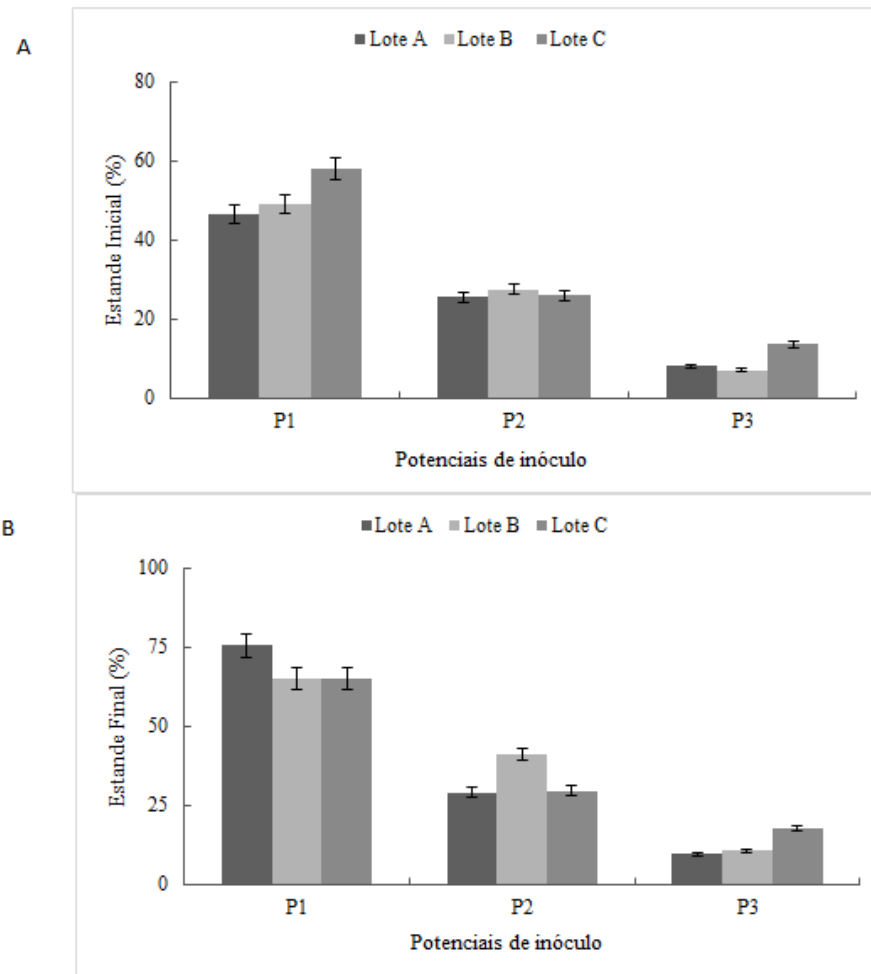 A
Lote A Lote B Lote C
80
60
40
20
0
Estande Inicial (%)
P1 P2 P3
Potenciais de inóculo
B
Lote A Lote B Lote C
100
75
50
25
0
Estande Final (%)
P1 P2 P3
Potenciais de inóculo